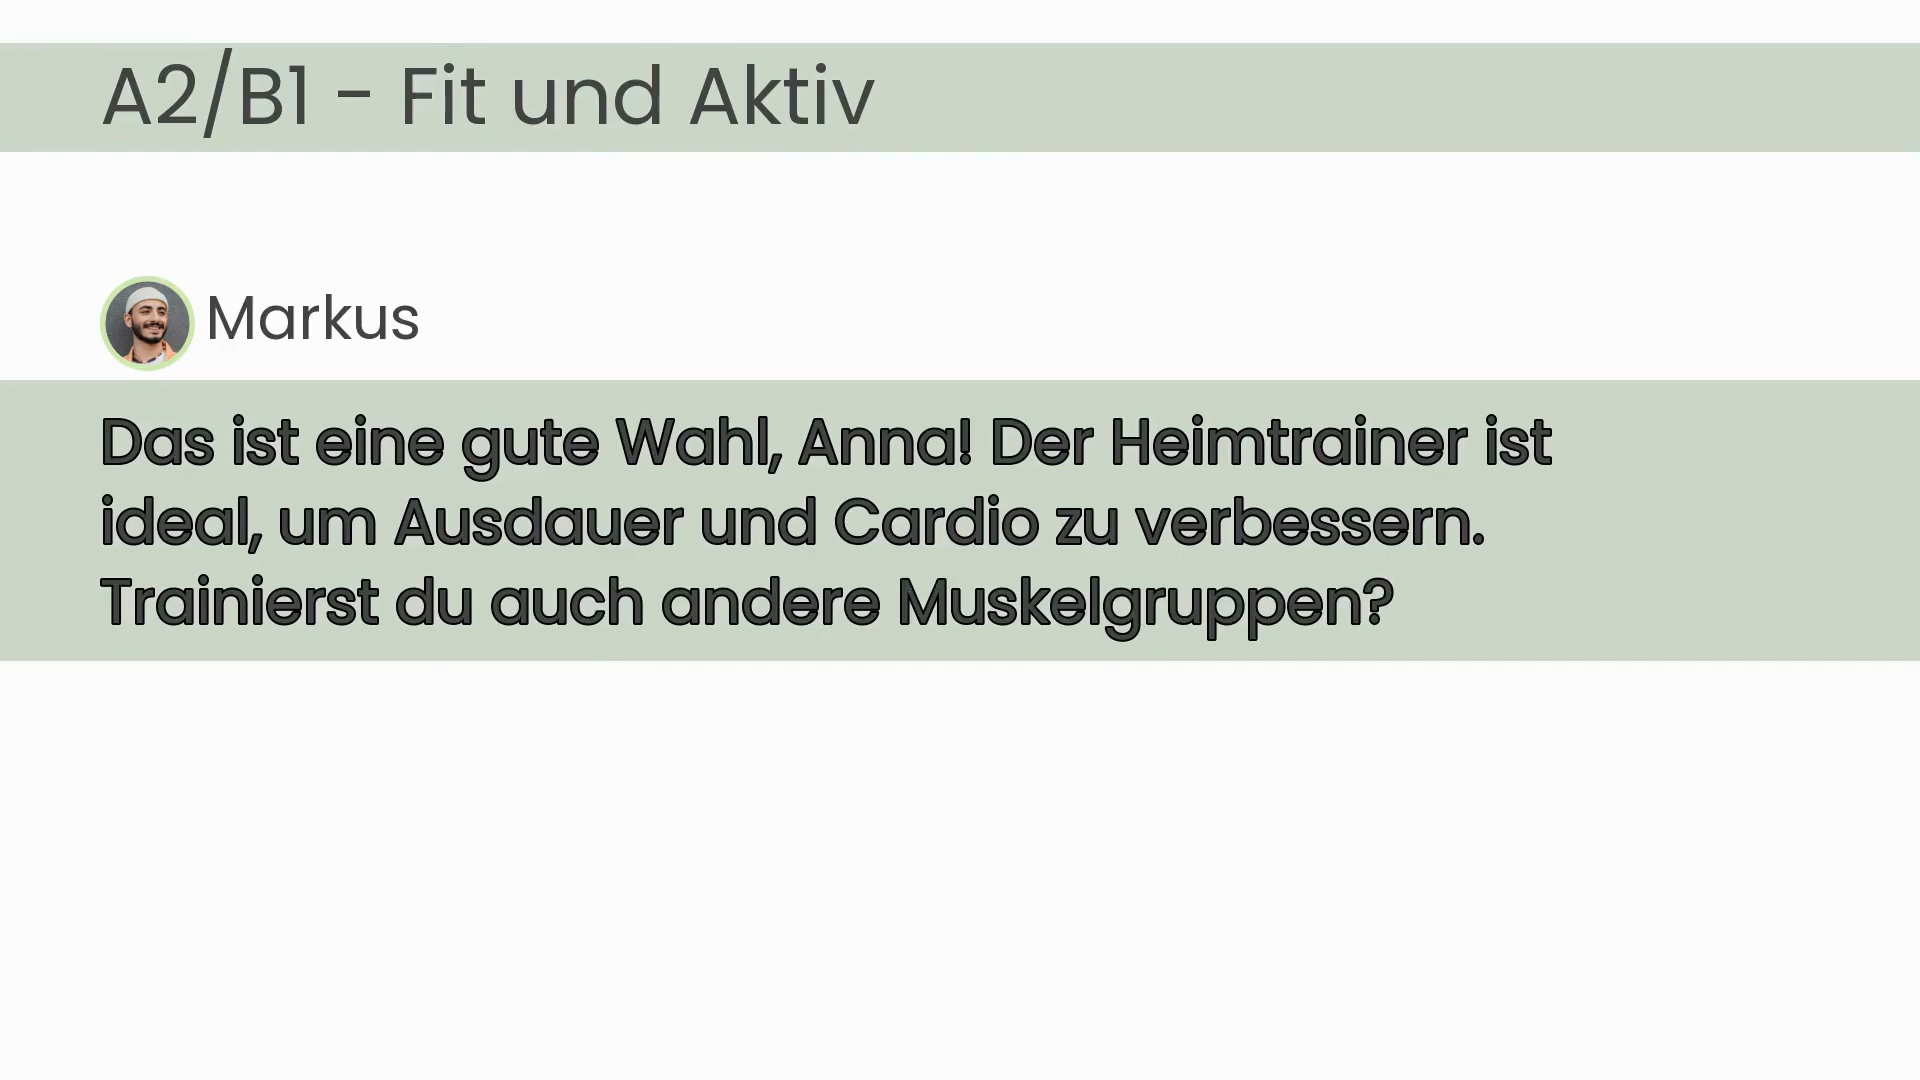 A2/B1 - Fit und Aktiv
Markus
Das ist eine gute Wahl, Anna! Der Heimtrainer ist
ideal, um Ausdauer und Cardio zu verbessern.
Trainierst du auch andere Muskelgruppen?